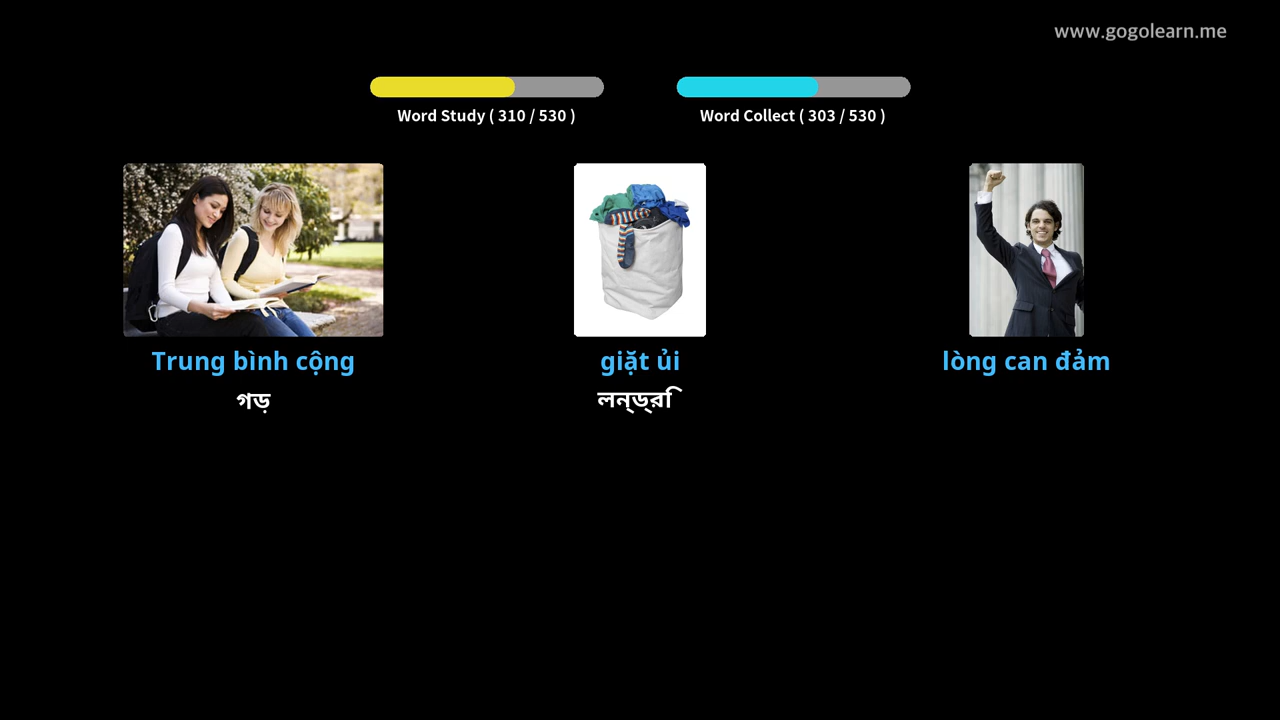 www.gogolearn.me
Word Study ( 310 / 530 )
Word Collect ( 303 / 530 )
Trung bình cộng
giặt ủi
lòng can đảm
গড়
লন্ড্রি